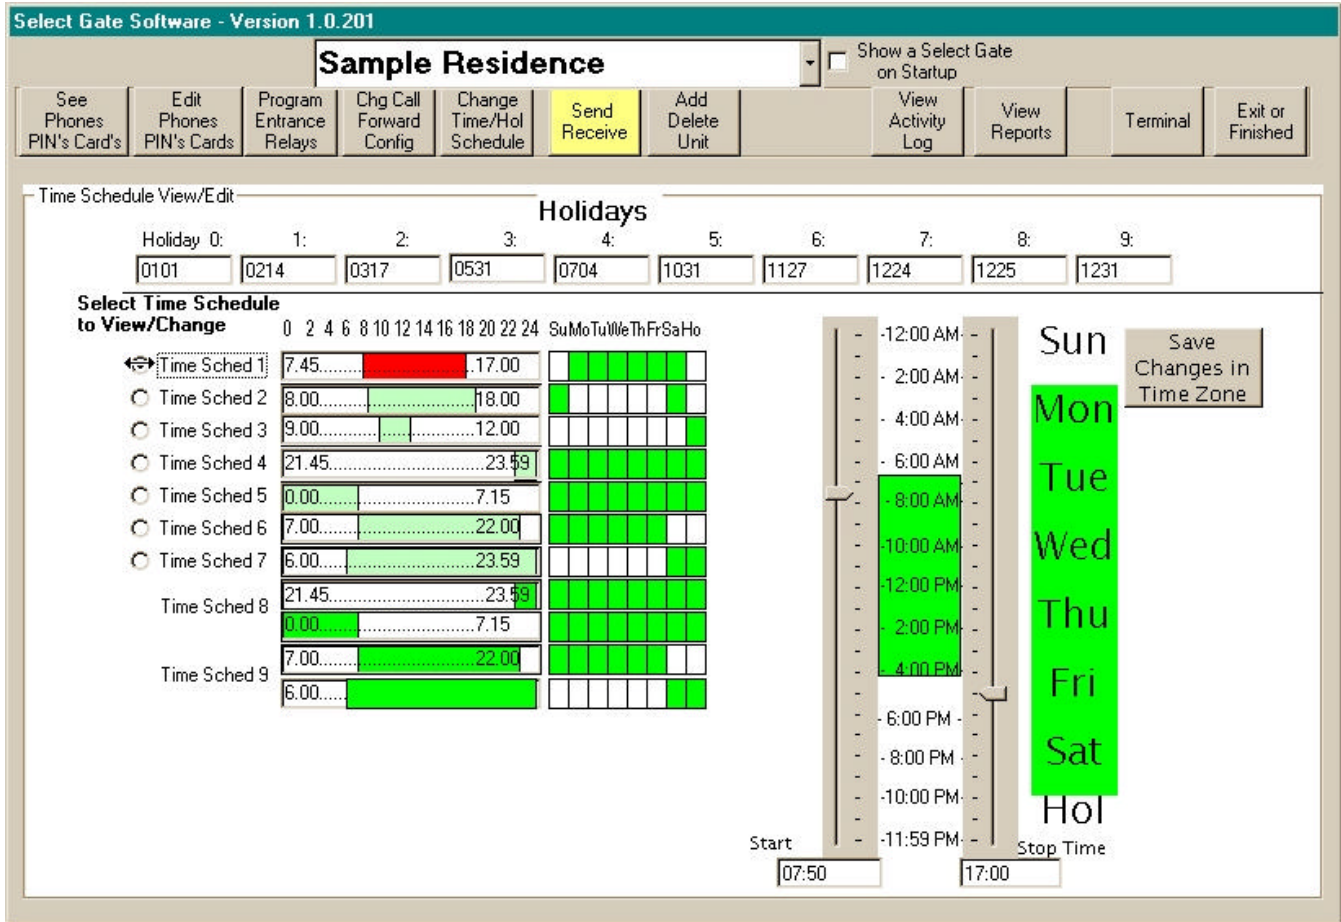 Select Gate Software - Version 1.0.201
Sample Residence
Show a Select Gate
on Startup
See
Phones
PIN's Card's
Edit
Phones
PIN's Cards
Program
Entrance
Relays
Chg Call
Forward
Config
Change
Time/Hol
Schedule
Send
Receive
Add
Delete
Unit
View
Activity
Log
View
Reports
Terminal
Exit or
Finished
Time Schedule View/Edit
Holidays
Holiday 0: 1: 2: 3: 4: 5: 6: 7: 8: 9:
0101 0214 0317 0531 0704 1031 1127 1224 1225 1231
Select Time Schedule
to View/Change
0 2 4 6 8 10 12 14 16 18 20 22 24 SuMoTuWeThFrSaHo
Time Sched 1 7.45.........17.00
Time Sched 2 8.00.........18.00
Time Sched 3 9.00.........12.00
Time Sched 4 21.45.........23.59
Time Sched 5 0.00.........7.15
Time Sched 6 7.00.........22.00
Time Sched 7 6.00.........23.59
Time Sched 8
21.45.........23.59
0.00.........7.15
Time Sched 9
7.00.........22.00
6.00......
-12:00 AM-
- 2:00 AM-
- 4:00 AM-
- 6:00 AM-
- 8:00 AM-
-10:00 AM-
-12:00 PM-
- 2:00 PM-
- 4:00 PM-
- 6:00 PM -
- 8:00 PM -
-10:00 PM-
-11:59 PM-
Sun
Mon
Tue
Wed
Thu
Fri
Sat
Hol
Save
Changes in
Time Zone
Start
07:50
Stop Time
17:00